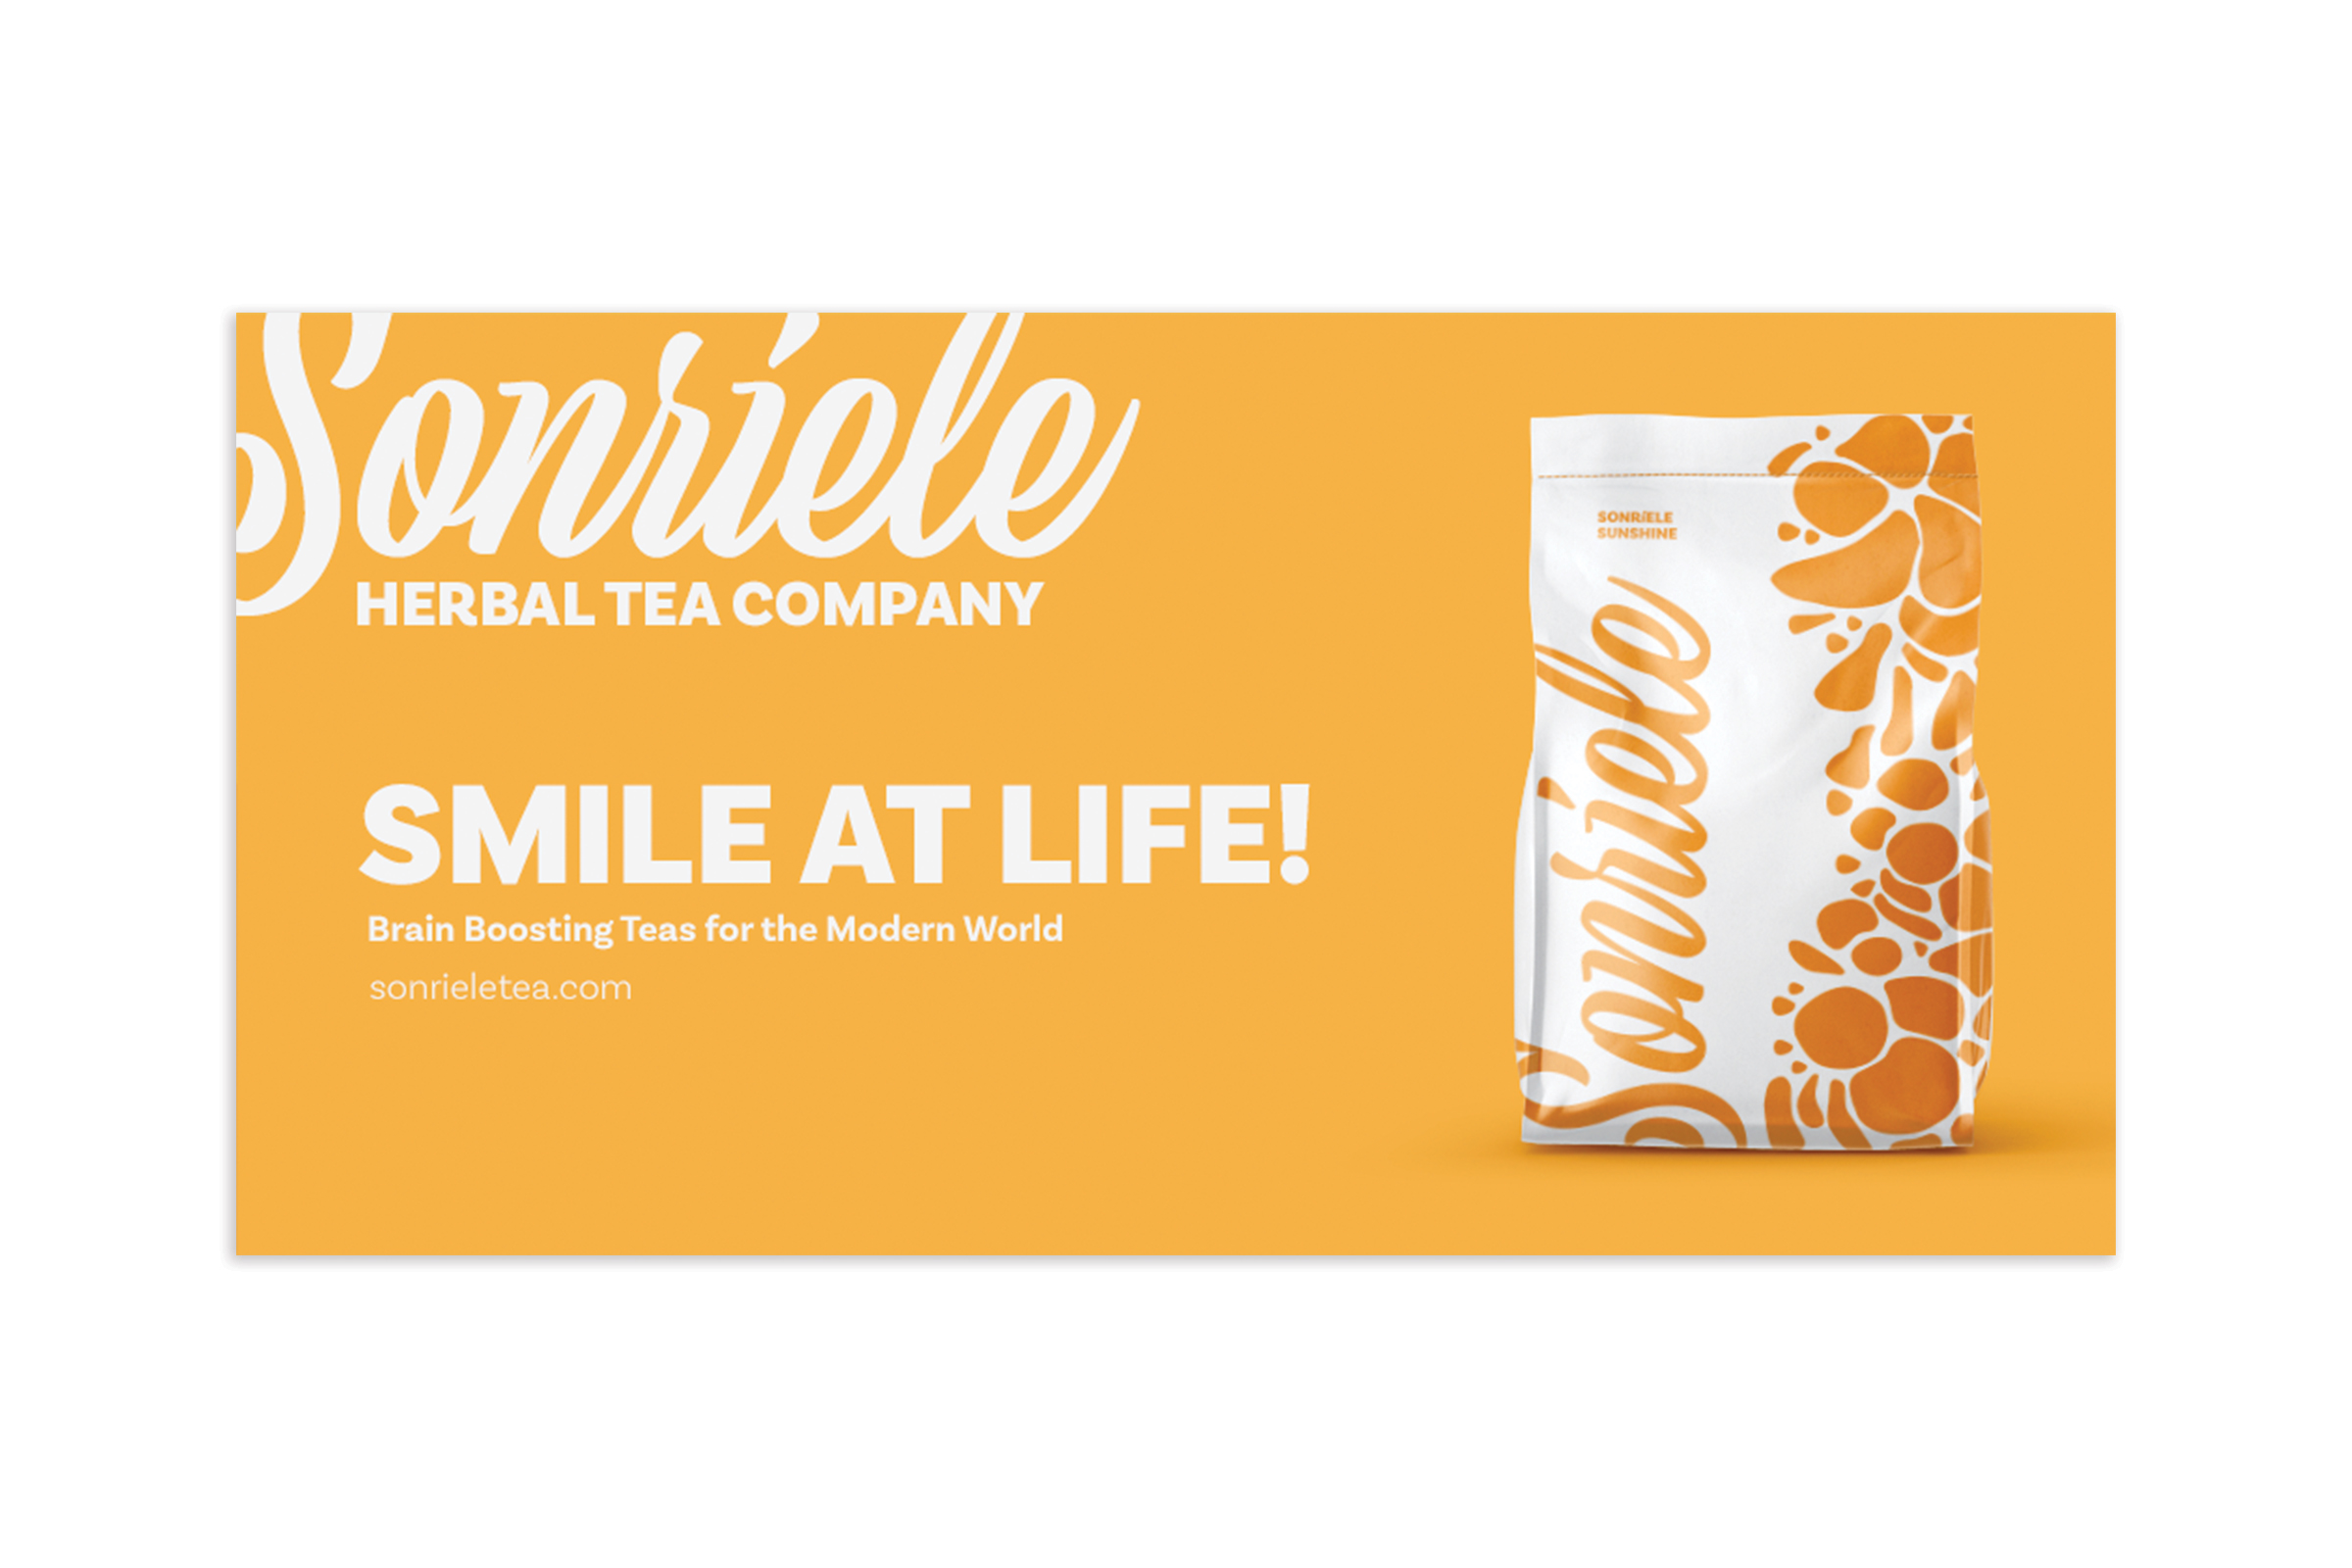 Sonríele
HERBAL TEA COMPANY
SMILE AT LIFE!
Brain Boosting Teas for the Modern World
sonrieletea.com
SONRÍELE
SUNSHINE
Sonríele